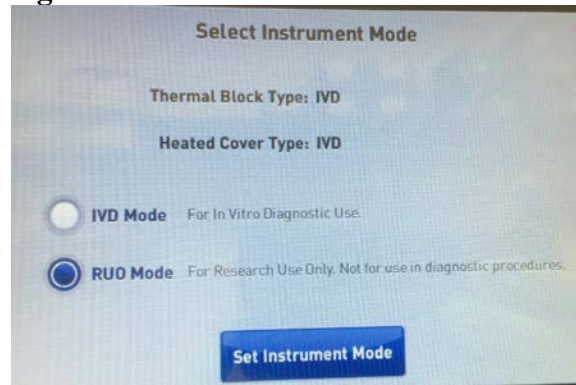 Select Instrument Mode
Thermal Block Type: IVD
Heated Cover Type: IVD
IVD Mode For In Vitro Diagnostic Use.
RUO Mode For Research Use Only. Not for use in diagnostic procedures.
Set Instrument Mode